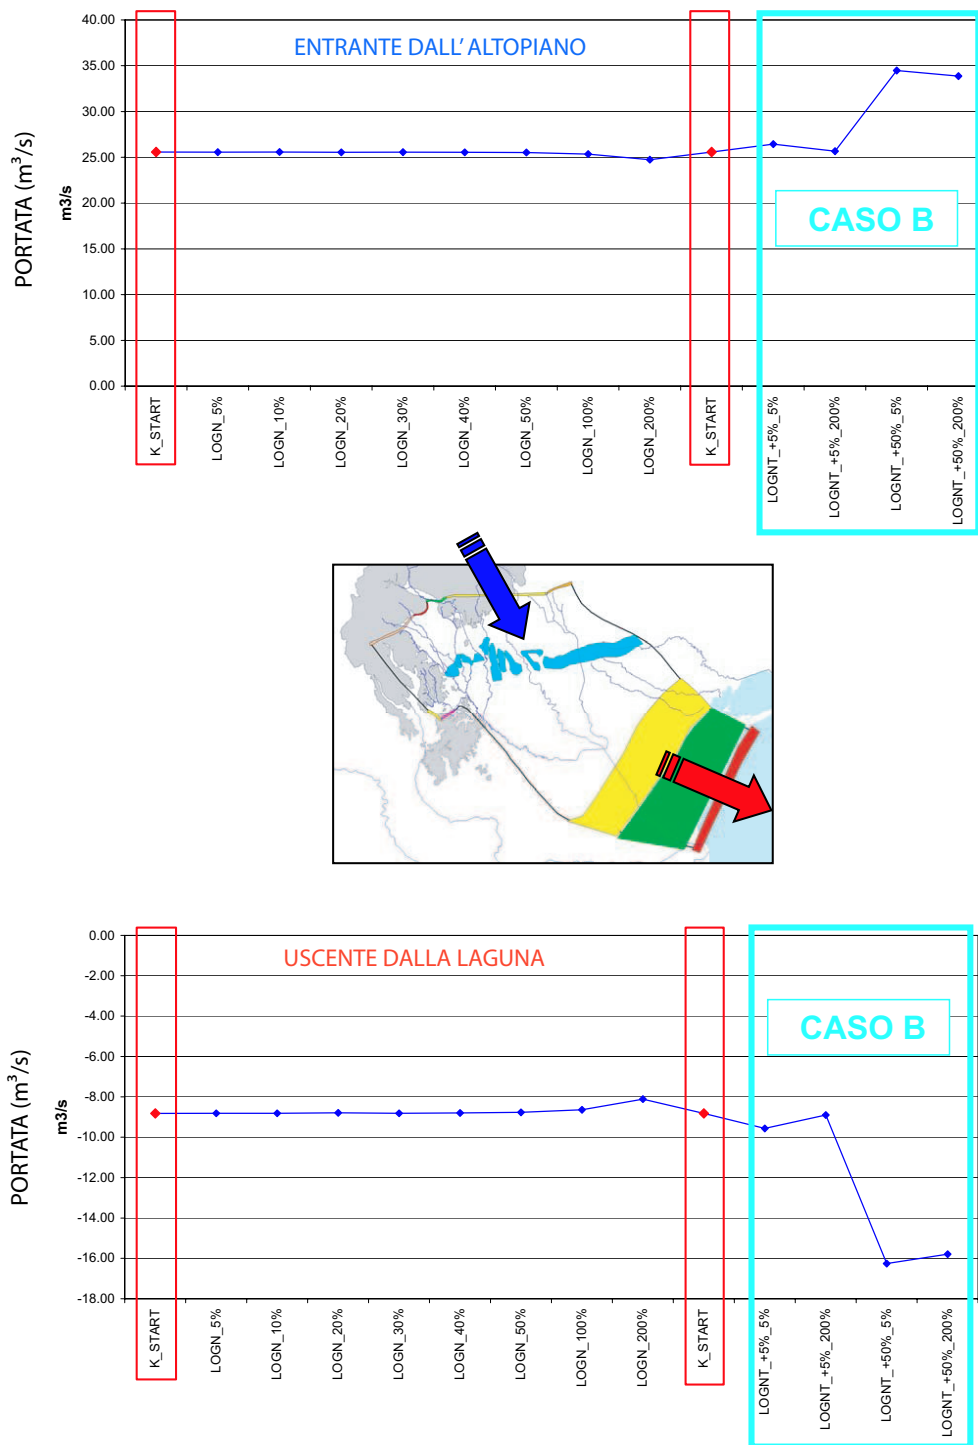 ENTRANTE DALL' ALTOPIANO
PORTATA (m³/s)
m3/s
40.00
35.00
30.00
25.00
20.00
15.00
10.00
5.00
0.00
CASO B
K_START
LOGN_5%
LOGN_10%
LOGN_20%
LOGN_30%
LOGN_40%
LOGN_50%
LOGN_100%
LOGN_200%
K_START
LOGNT_+5%_5%
LOGNT_+5%_200%
LOGNT_+50%_5%
LOGNT_+50%_200%
USCENTE DALLA LAGUNA
PORTATA (m³/s)
m3/s
0.00
-2.00
-4.00
-6.00
-8.00
-10.00
-12.00
-14.00
-16.00
-18.00
CASO B
K_START
LOGN_5%
LOGN_10%
LOGN_20%
LOGN_30%
LOGN_40%
LOGN_50%
LOGN_100%
LOGN_200%
K_START
LOGNT_+5%_5%
LOGNT_+5%_200%
LOGNT_+50%_5%
LOGNT_+50%_200%